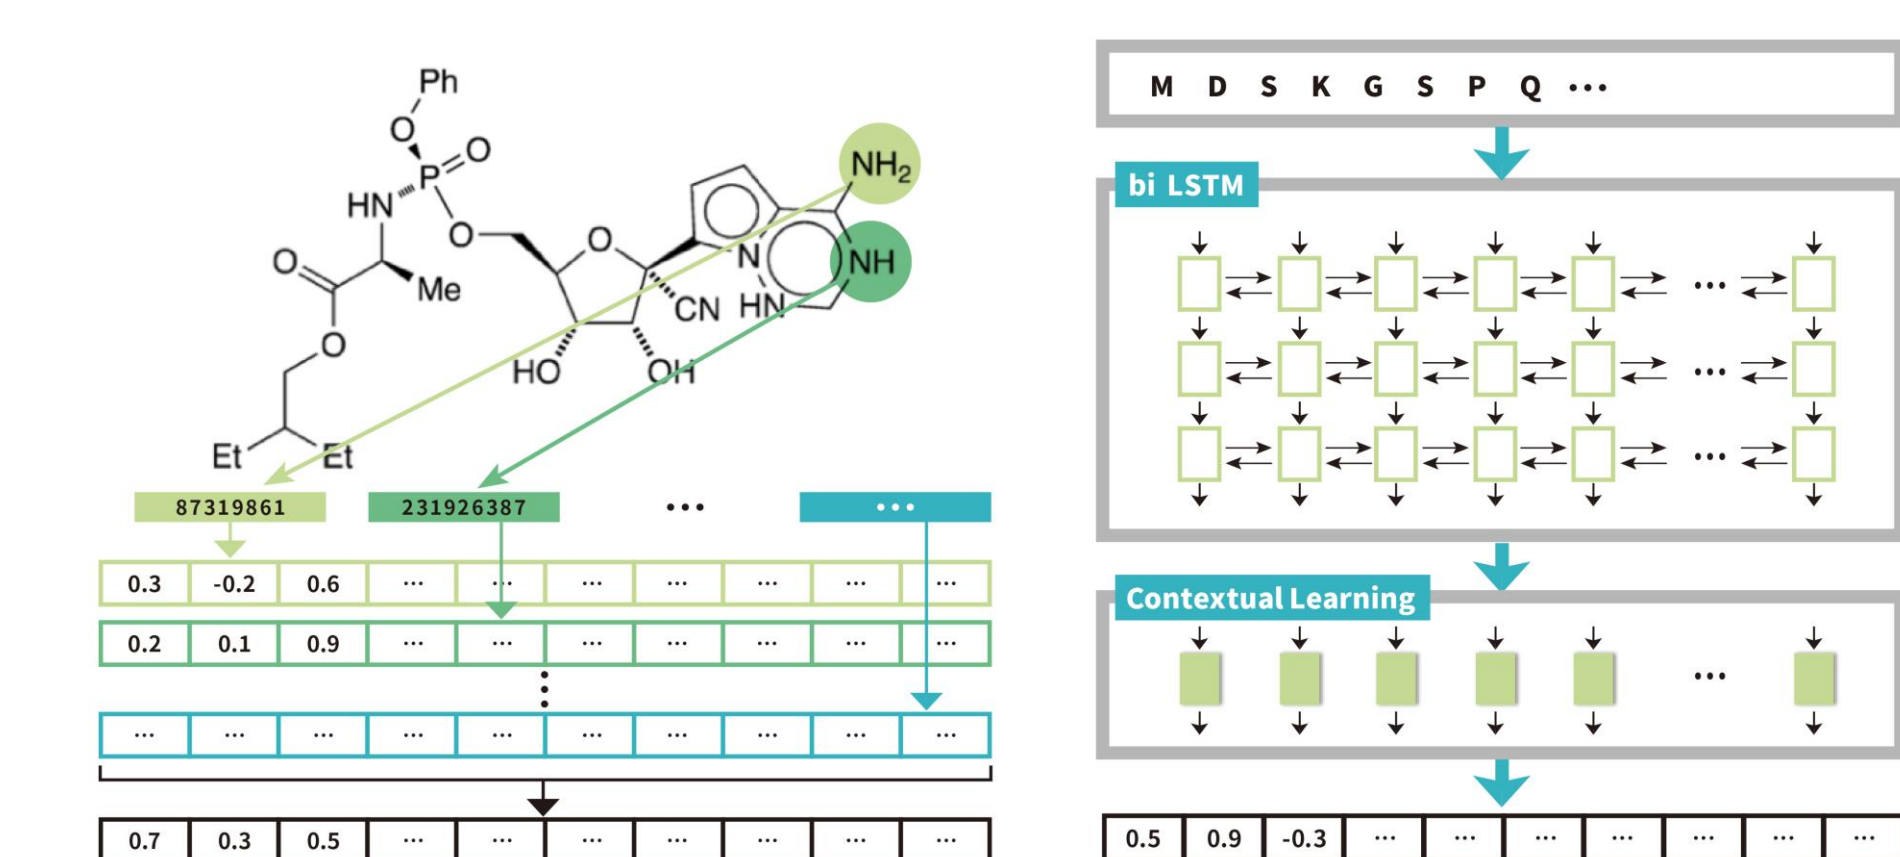 Ph
O
P
O
HN
O
O
Me
O
Et
Et
O
CN
HO
OH
N
HN
NH₂
NH
87319861 231926387 ... ...
0.3 -0.2 0.6 ... ... ... ... ... ... ...
0.2 0.1 0.9 ... ... ... ... ... ... ...
... ... ... ... ... ... ... ... ... ...
0.7 0.3 0.5 ... ... ... ... ... ... ...
M D S K G S P Q ...
bi LSTM
...
...
...
Contextual Learning
...
0.5 0.9 -0.3 ... ... ... ... ... ... ...